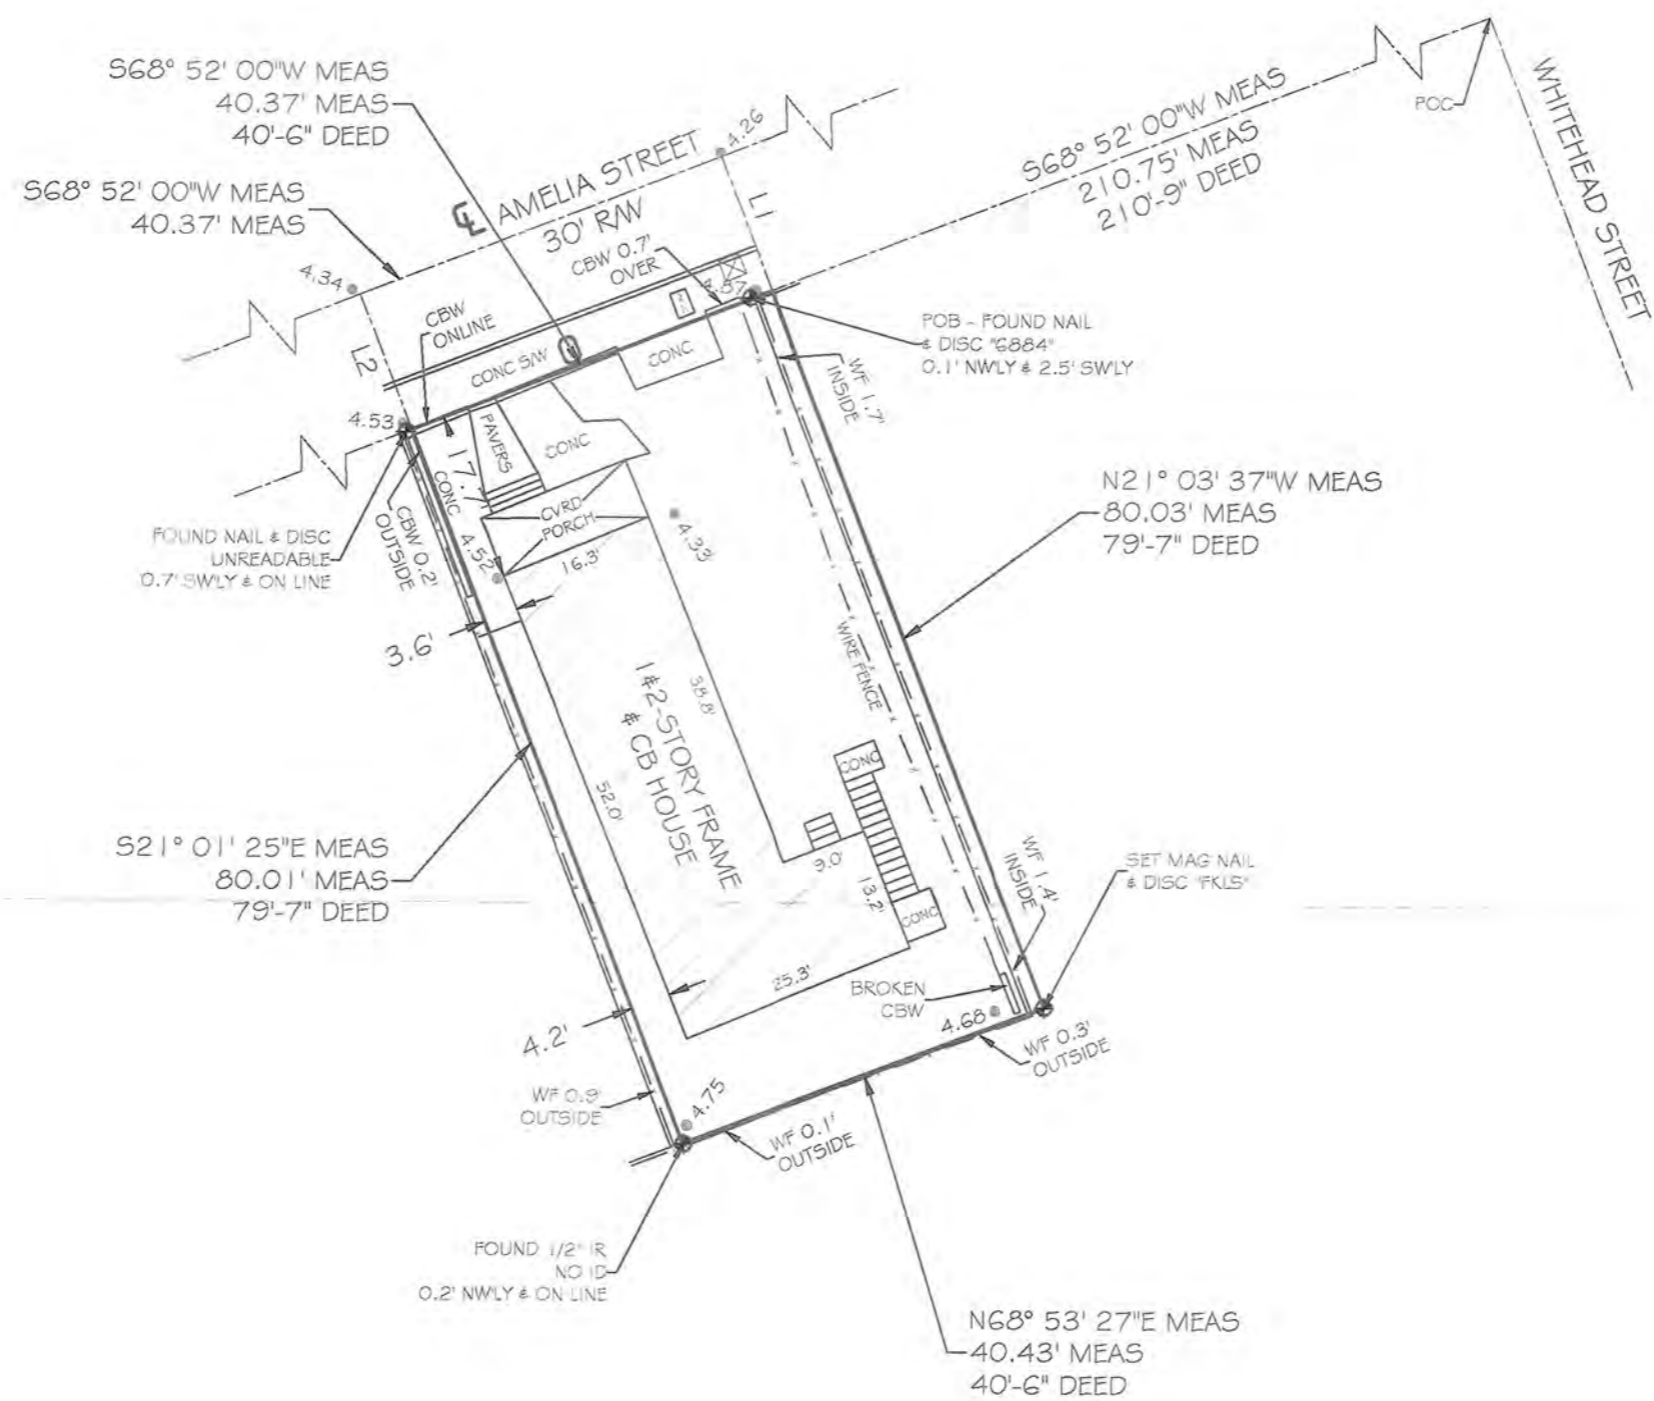 S68° 52' 00"W MEAS
40.37' MEAS
40'-6" DEED
S68° 52' 00"W MEAS
40.37' MEAS
AMELIA STREET
30' R/W
4.26
L1
S68° 52' 00"W MEAS
210.75' MEAS
210'-9" DEED
POC
WHITEHEAD STREET
4.34
L2
CBW
ONLINE
CBW 0.7'
OVER
4.87
CONC S/W
CONC
POB - FOUND NAIL
& DISC "6884"
0.1' NWLY & 2.5' SWLY
WF 1.7'
INSIDE
4.53
PAVERS
CONC
CONC
17.
CVRD
PORCH
CBW 0.2'
OUTSIDE
FOUND NAIL & DISC
UNREADABLE
0.7' SWLY & ON LINE
4.52
16.3'
4.33
N21° 03' 37"W MEAS
80.03' MEAS
79'-7" DEED
3.6'
WIRE FENCE
38.8'
1&2-STORY FRAME
& CB HOUSE
52.0'
CONC
9.0'
13.2'
CONC
S21° 01' 25"E MEAS
80.01' MEAS
79'-7" DEED
WF 1.4'
INSIDE
SET MAG NAIL
& DISC "FKLS"
25.3'
BROKEN
CBW
4.68
WF 0.3'
OUTSIDE
4.2'
WF 0.9'
OUTSIDE
4.75
WF 0.1'
OUTSIDE
FOUND 1/2" IR
NO ID
0.2' NWLY & ON LINE
N68° 53' 27"E MEAS
40.43' MEAS
40'-6" DEED